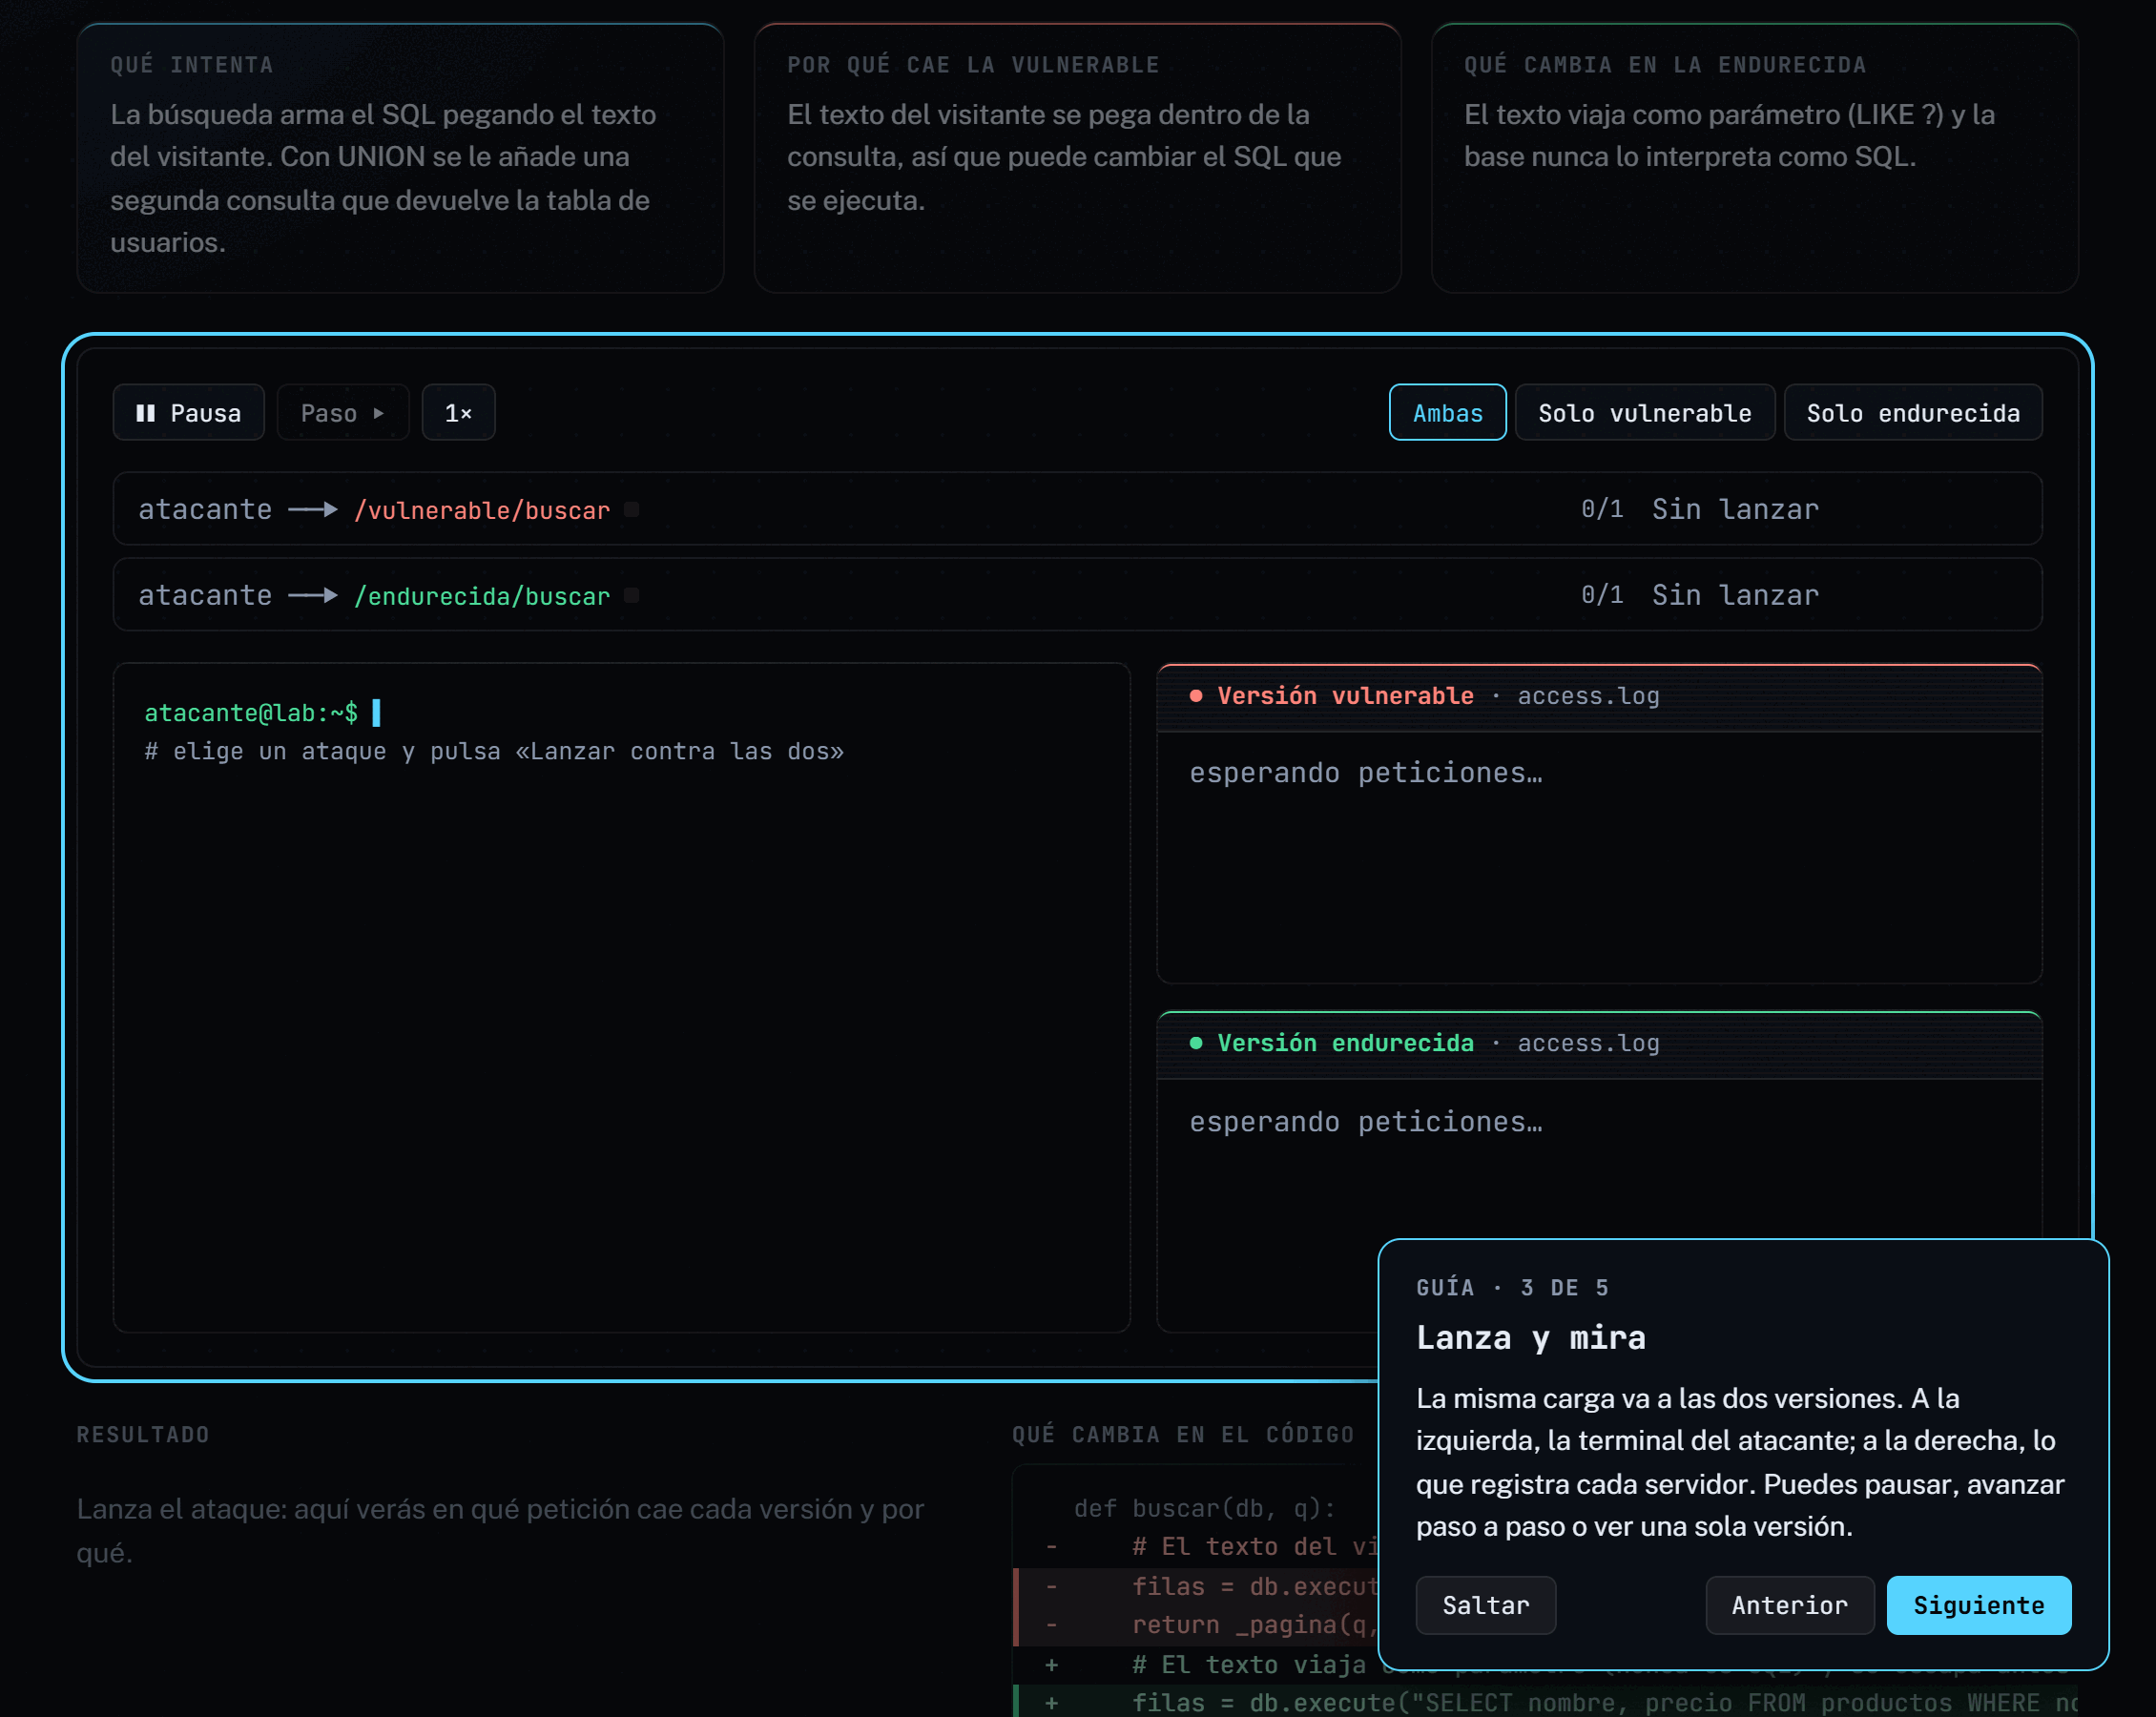 QUÉ INTENTA
La búsqueda arma el SQL pegando el texto
del visitante. Con UNION se le añade una
segunda consulta que devuelve la tabla de
usuarios.
POR QUÉ CAE LA VULNERABLE
El texto del visitante se pega dentro de la
consulta, así que puede cambiar el SQL que
se ejecuta.
QUÉ CAMBIA EN LA ENDURECIDA
El texto viaja como parámetro (LIKE ?) y la
base nunca lo interpreta como SQL.
Pausa Paso 1×
Ambas Solo vulnerable Solo endurecida
atacante /vulnerable/buscar 0/1 Sin lanzar
atacante /endurecida/buscar 0/1 Sin lanzar
atacante@lab:~$
# elige un ataque y pulsa «Lanzar contra las dos»
Versión vulnerable · access.log
esperando peticiones…
Versión endurecida · access.log
esperando peticiones…
GUÍA · 3 DE 5
Lanza y mira
La misma carga va a las dos versiones. A la
izquierda, la terminal del atacante; a la derecha, lo
que registra cada servidor. Puedes pausar, avanzar
paso a paso o ver una sola versión.
Saltar Anterior Siguiente
RESULTADO
Lanza el ataque: aquí verás en qué petición cae cada versión y por
qué.
QUÉ CAMBIA EN EL CÓDIGO
def buscar(db, q):
- # El texto del
- filas =
- return _pagina(q,
+ # El texto viaja
+ filas = db.execute("SELECT nombre, precio FROM productos WHERE